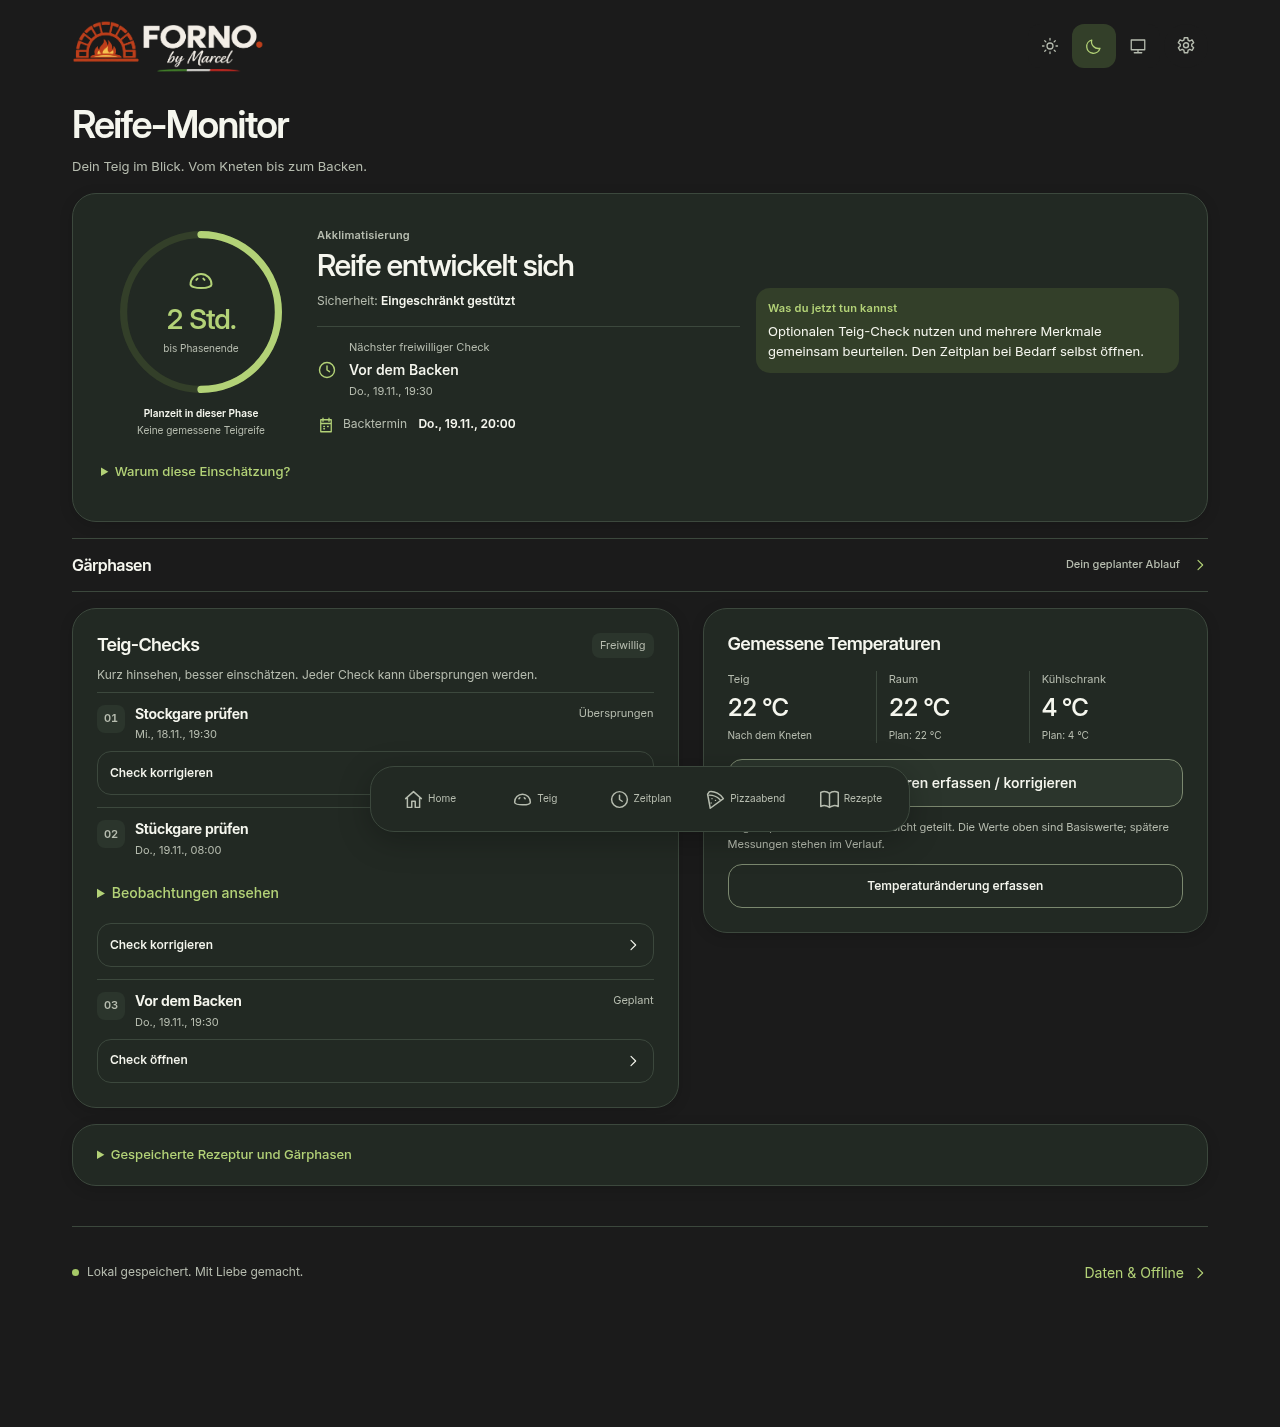 FORNO.
by Marcel
Reife-Monitor
Dein Teig im Blick. Vom Kneten bis zum Backen.
2 Std.
bis Phasenende
Planzeit in dieser Phase
Keine gemessene Teigreife
Akklimatisierung
Reife entwickelt sich
Sicherheit: Eingeschränkt gestützt
Nächster freiwilliger Check
Vor dem Backen
Do., 19.11., 19:30
Backtermin Do., 19.11., 20:00
Was du jetzt tun kannst
Optionalen Teig-Check nutzen und mehrere Merkmale
gemeinsam beurteilen. Den Zeitplan bei Bedarf selbst öffnen.
Warum diese Einschätzung?
Gärphasen
Dein geplanter Ablauf
Teig-Checks
Freiwillig
Kurz hinsehen, besser einschätzen. Jeder Check kann übersprungen werden.
01
Stockgare prüfen
Übersprungen
Mi., 18.11., 19:30
Check korrigieren
02
Stückgare prüfen
Do., 19.11., 08:00
Beobachtungen ansehen
Check korrigieren
03
Vor dem Backen
Geplant
Do., 19.11., 19:30
Check öffnen
Gemessene Temperaturen
Teig
22 °C
Nach dem Kneten
Raum
22 °C
Plan: 22 °C
Kühlschrank
4 °C
Plan: 4 °C
erfassen / korrigieren
geteilt. Die Werte oben sind Basiswerte; spätere
Messungen stehen im Verlauf.
Temperaturänderung erfassen
Home
Teig
Zeitplan
Pizzaabend
Rezepte
Gespeicherte Rezeptur und Gärphasen
Lokal gespeichert. Mit Liebe gemacht.
Daten & Offline